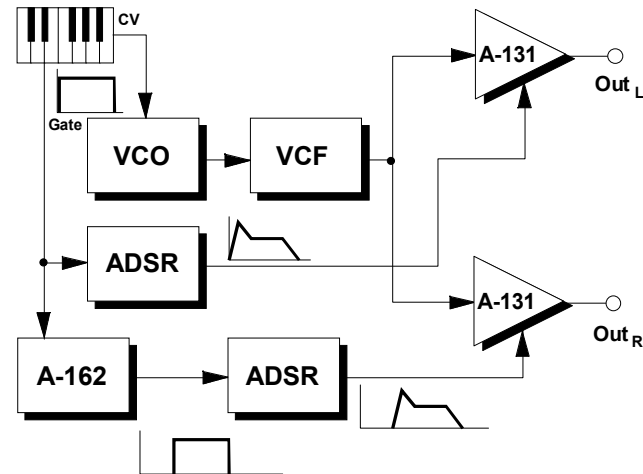 CV
A-131
Out L
Gate
VCO
VCF
ADSR
A-131
Out R
A-162
ADSR